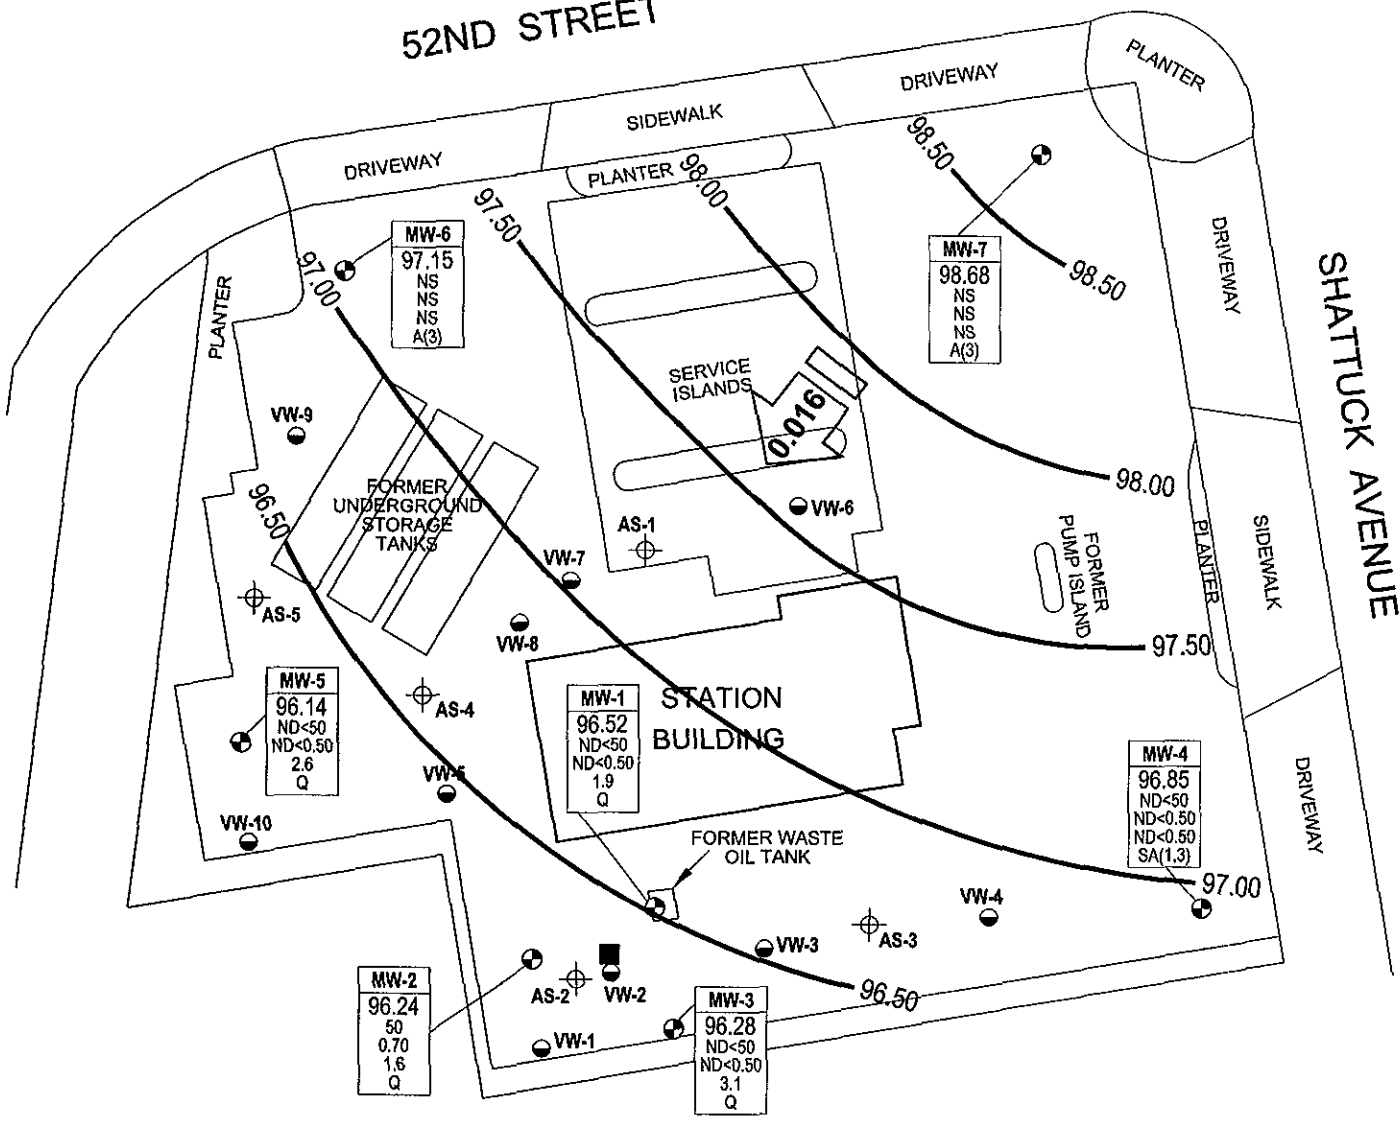 52ND STREET
PLANTER
DRIVEWAY
SIDEWALK
DRIVEWAY
PLANTER
98.50
98.00
97.50
97.00
MW-6
97.15
NS
NS
NS
A(3)
MW-7
98.68
NS
NS
NS
A(3)
98.50
DRIVEWAY
SHATTUCK AVENUE
PLANTER
SERVICE
ISLANDS
0.016
VW-9
FORMER
UNDERGROUND
STORAGE
TANKS
96.50
98.00
VW-6
AS-1
FORMER
PUMP ISLAND
PLANTER
SIDEWALK
VW-7
AS-5
VW-8
97.50
MW-5
96.14
ND<50
ND<0.50
2.6
Q
AS-4
MW-1
96.52
ND<50
ND<0.50
1.9
Q
STATION
BUILDING
MW-4
96.85
ND<50
ND<0.50
ND<0.50
SA(1,3)
DRIVEWAY
VW-5
VW-10
FORMER WASTE
OIL TANK
97.00
VW-4
AS-3
VW-3
96.50
MW-2
96.24
50
0.70
1.6
Q
AS-2
VW-2
VW-1
MW-3
96.28
ND<50
ND<0.50
3.1
Q